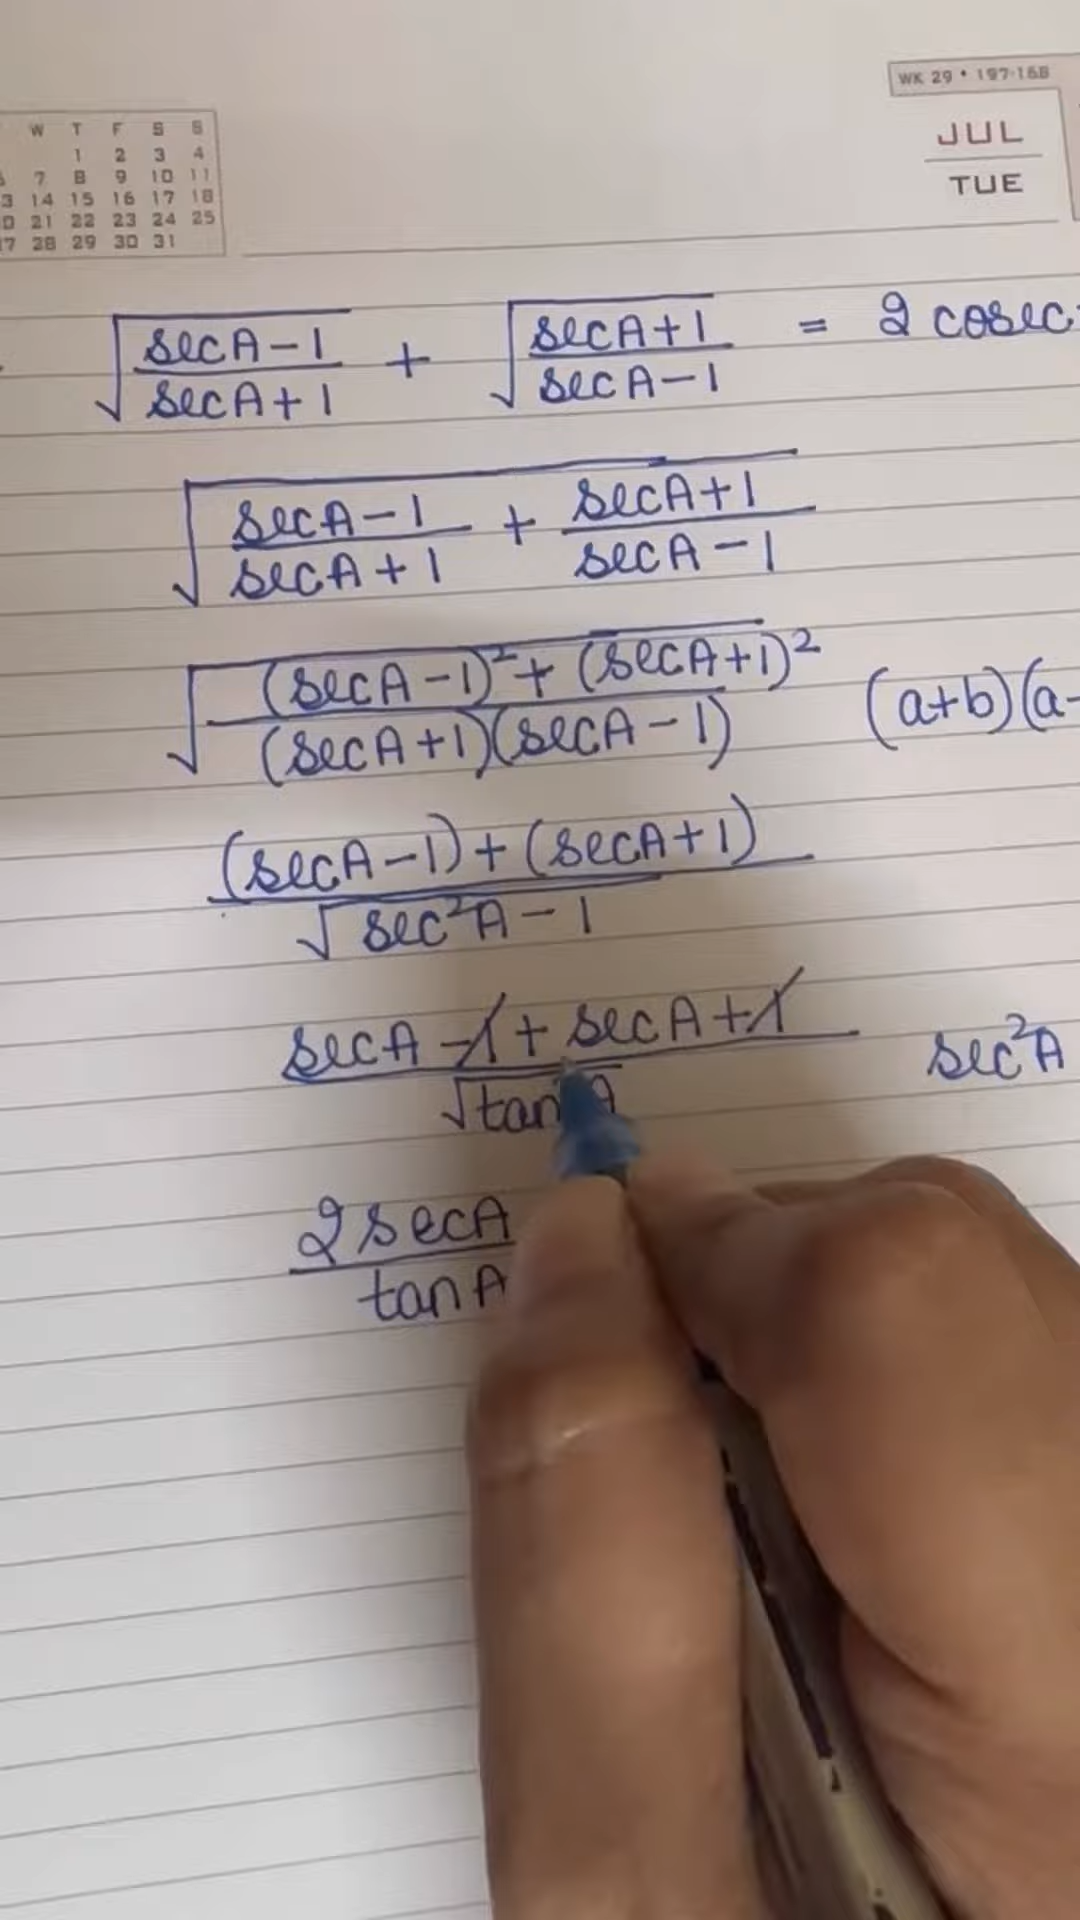 WK 29 • 197-168
JUL
TUE
W T F S S
1 2 3 4
7 8 9 10 11
3 14 15 16 17 18
0 21 22 23 24 25
7 28 29 30 31
√(secA-1/secA+1) + √(secA+1/secA-1) = 2 cosec
√(secA-1/secA+1 + secA+1/secA-1)
√((secA-1)²+(secA+1)²/(secA+1)(secA-1)) (a+b)(a-
(secA-1)+(secA+1)/√sec²A-1
secA-1+secA+1/√tan A sec²A
2secA/tanA